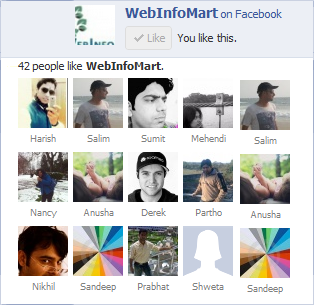 WebInfoMart on Facebook
Like You like this.
42 people like WebInfoMart.
Harish Salim Sumit Mehendi Salim
Nancy Anusha Derek Partho Anusha
Nikhil Sandeep Prabhat Shweta Sandeep